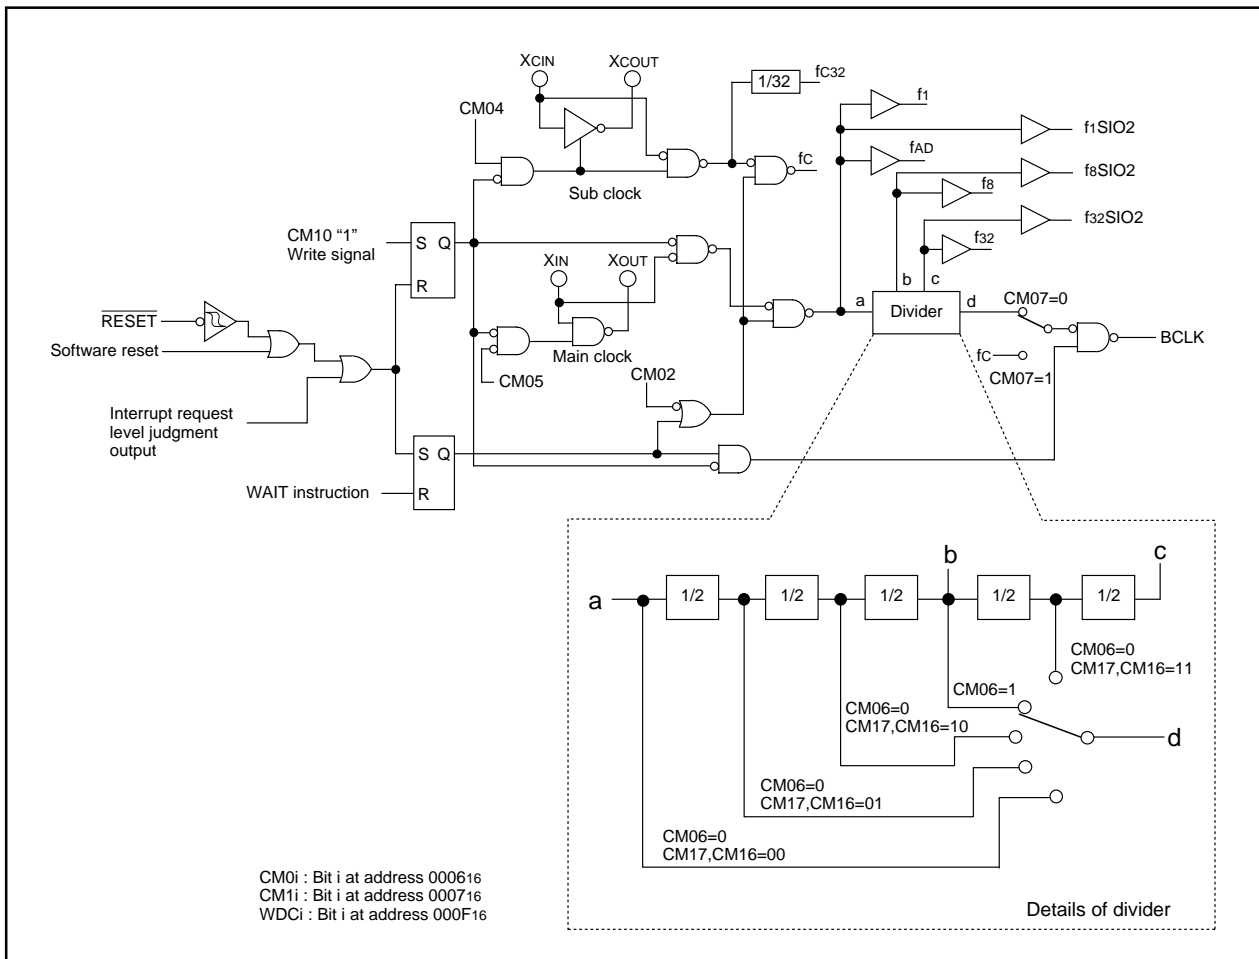 XCIN
XCOUT
1/32
fC32
CM04
f1
f1SIO2
fAD
fC
f8SIO2
f8
Sub clock
f32SIO2
f32
CM10 “1”
Write signal
S Q
R
XIN
XOUT
b
c
a
Divider
d
CM07=0
RESET
Software reset
Main clock
BCLK
fC
CM07=1
CM05
CM02
Interrupt request
level judgment
output
S Q
R
WAIT instruction
a
1/2
1/2
1/2
b
1/2
1/2
c
CM06=0
CM17,CM16=11
CM06=1
CM06=0
CM17,CM16=10
d
CM06=0
CM17,CM16=01
CM06=0
CM17,CM16=00
CM0i : Bit i at address 000616
CM1i : Bit i at address 000716
WDCi : Bit i at address 000F16
Details of divider